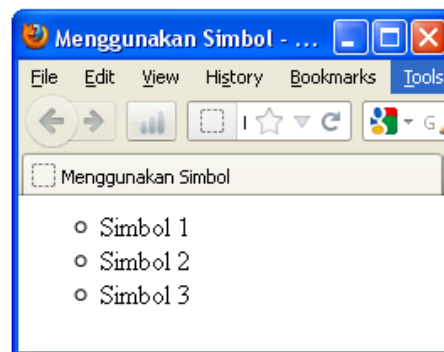 Menggunakan Simbol - ...
File Edit View History Bookmarks Tools
Menggunakan Simbol
Simbol 1
Simbol 2
Simbol 3